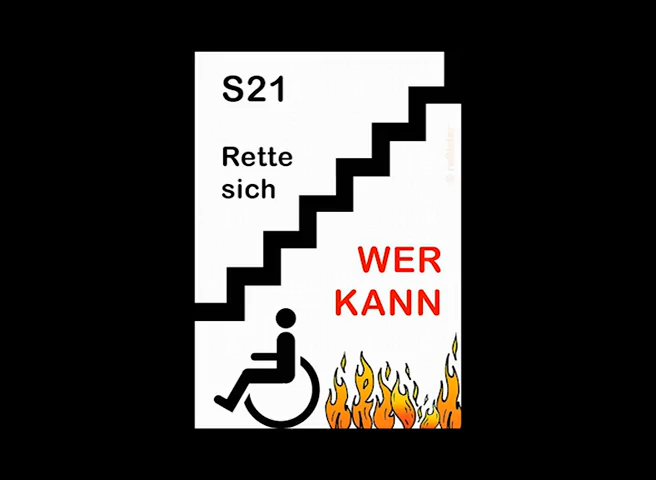 S21
Rette
sich
WER
KANN